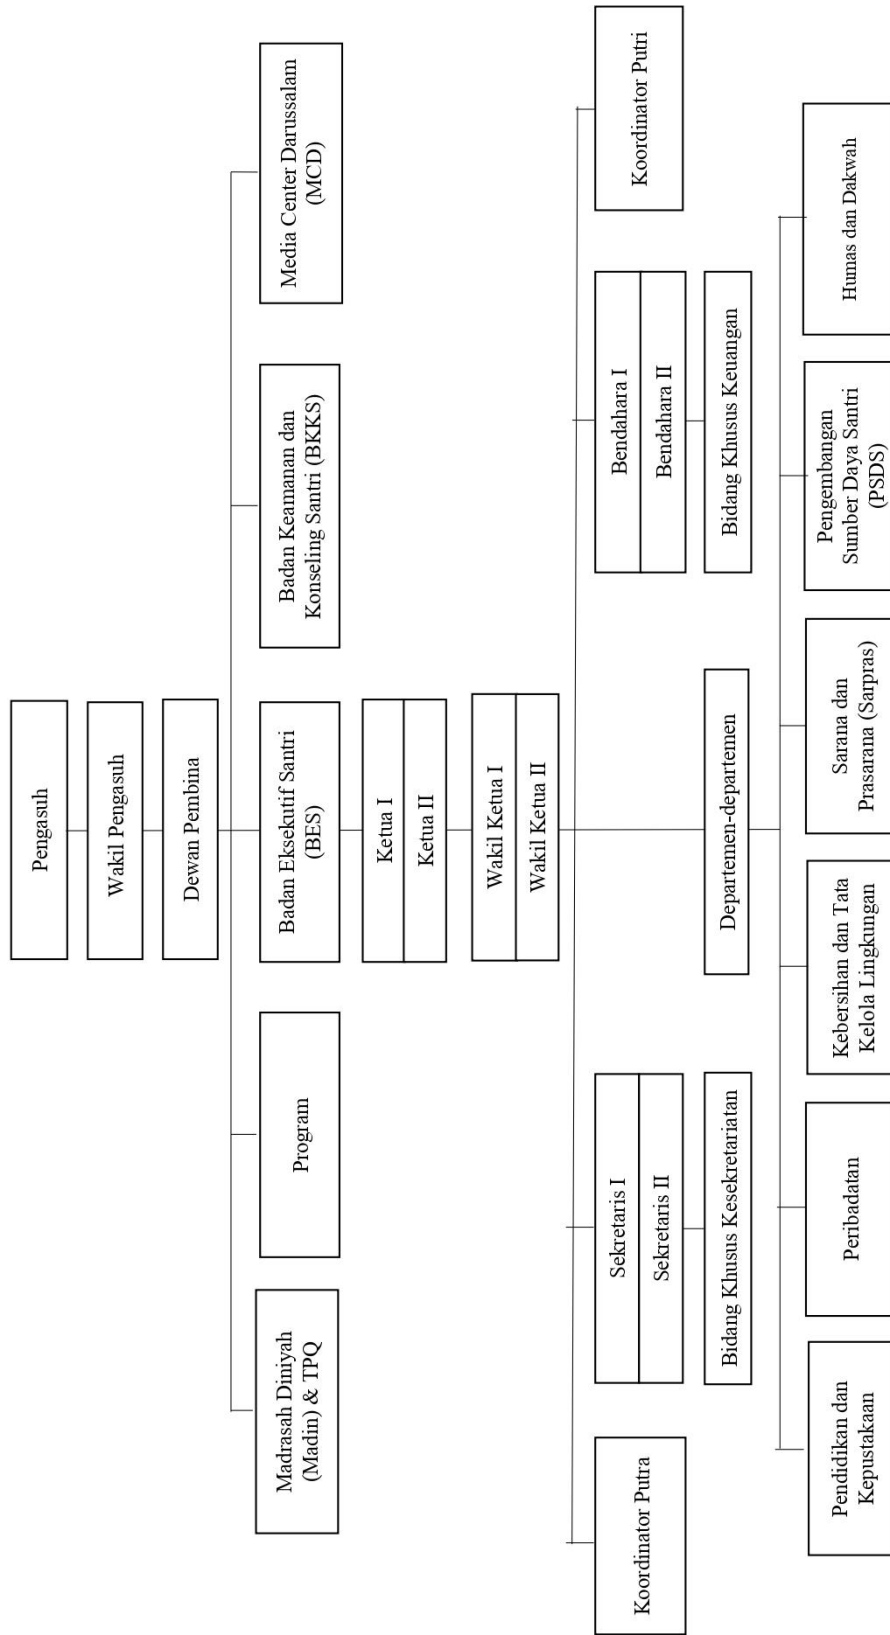 Pengasuh
Wakil Pengasuh
Dewan Pembina
Madrasah Diniyah
(Madin) & TPQ
Program
Badan Eksekutif Santri
(BES)
Badan Keamanan dan
Konseling Santri (BKKS)
Media Center Darussalam
(MCD)
Ketua I
Ketua II
Wakil Ketua I
Wakil Ketua II
Koordinator Putra
Sekretaris I
Sekretaris II
Bidang Khusus Kesekretariatan
Bendahara I
Bendahara II
Bidang Khusus Keuangan
Koordinator Putri
Departemen-departemen
Pendidikan dan
Kepustakaan
Peribadatan
Kebersihan dan Tata
Kelola Lingkungan
Sarana dan
Prasarana (Sarpras)
Pengembangan
Sumber Daya Santri
(PSDS)
Humas dan Dakwah